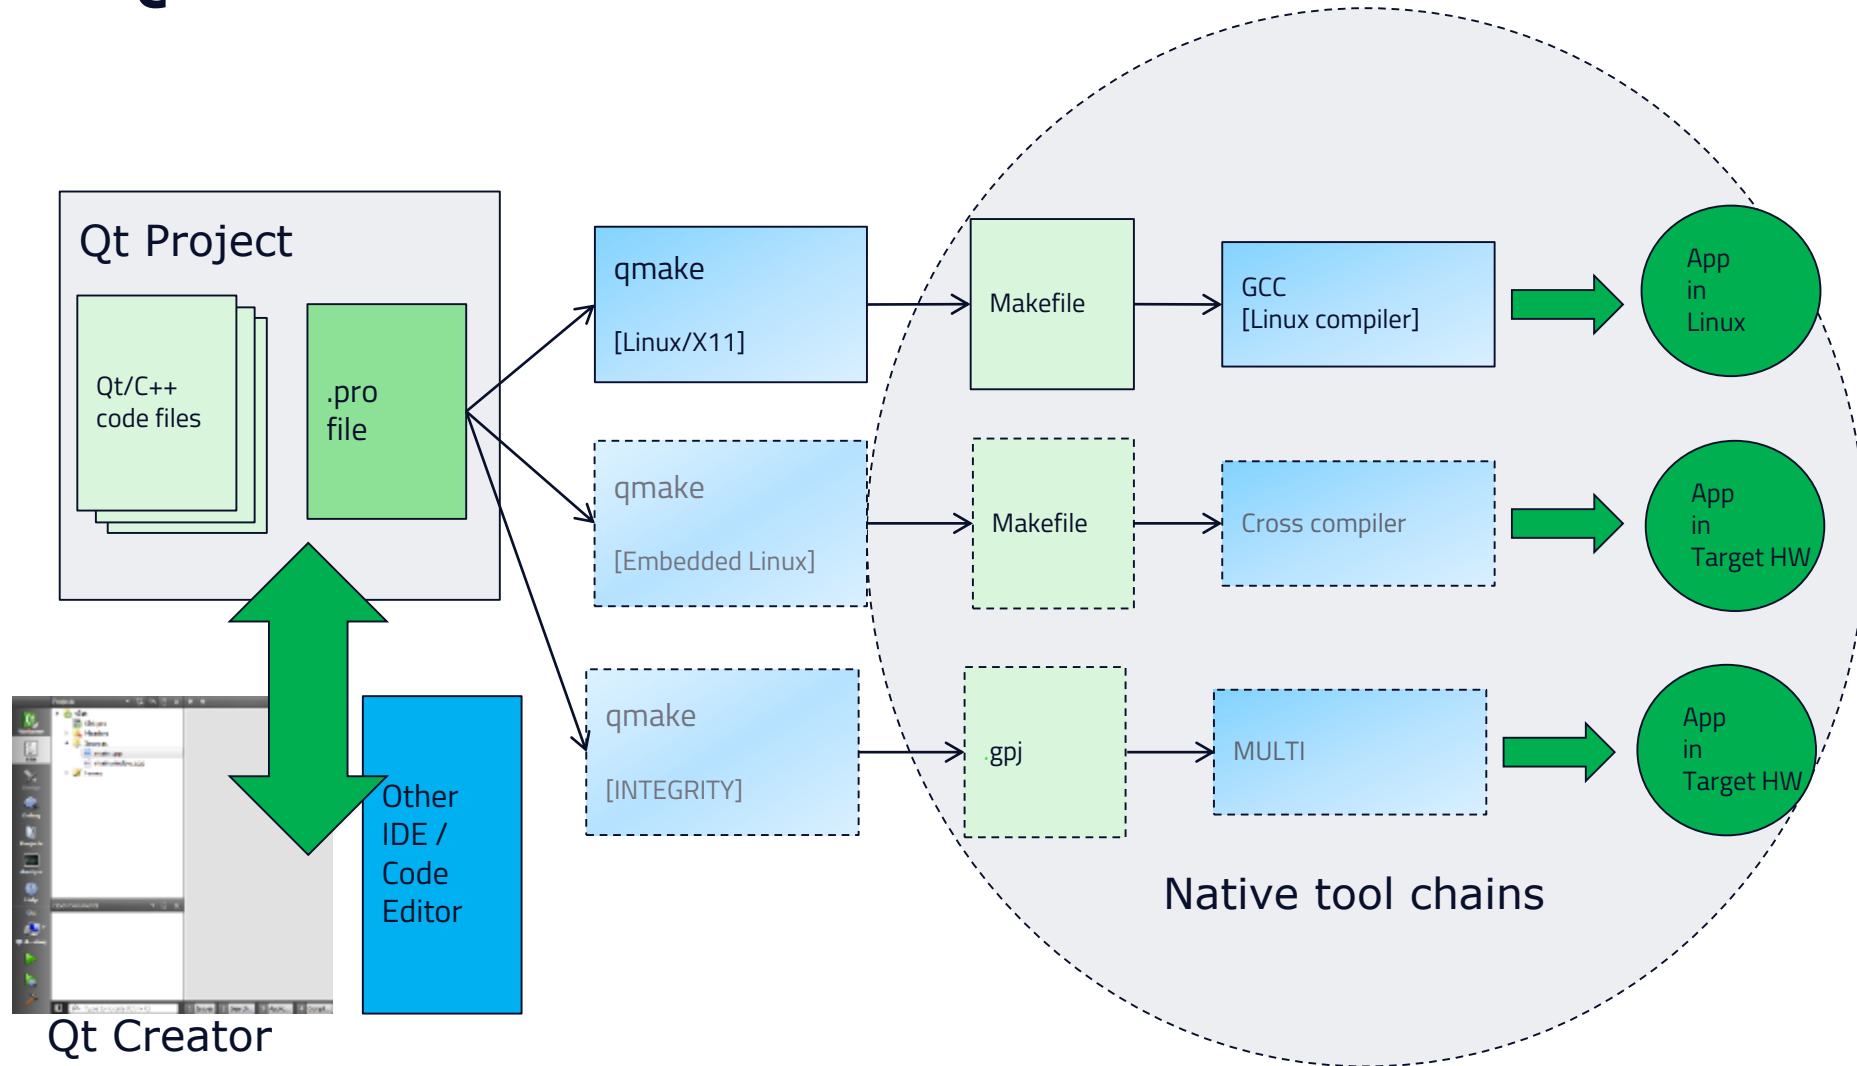 Qt Project
Qt/C++
code files
.pro
file
qmake
[Linux/X11]
Makefile
GCC
[Linux compiler]
App
in
Linux
qmake
[Embedded Linux]
Makefile
Cross compiler
App
in
Target HW
qmake
[INTEGRITY]
.gpj
MULTI
App
in
Target HW
Other
IDE /
Code
Editor
Native tool chains
Qt Creator